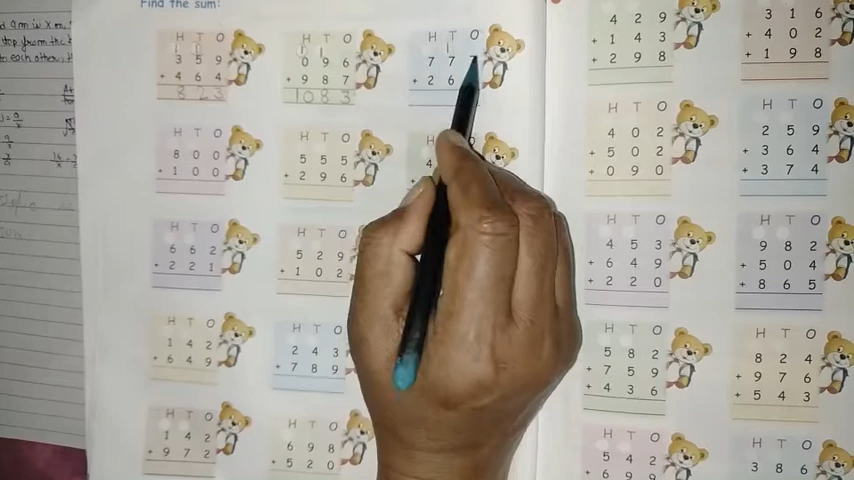 Find the sum:
H T O
1 1
3 5 9
+ 4 6 4
8 2 3
H T O
1 1
0 9 6
+ 9 8 7
1 0 8 3
H T O
1
7 7
+ 2 6
H T O
8 0 0
+ 1 0 0
H T O
5 5 5
+ 2 9 6
H T O
6 6 2
+ 2 2 1
H T O
5 2 9
+ 1 0 2
H T O
1 4 2
+ 6 4 9
H T O
2 4 3
+ 7 8 9
H T O
1 4 2
+ 9 7 2
H T O
6 9 8
+ 5 2 0
4 2 9
+ 1 4 3
+ 2 9 8
3 1 6
+ 4 0 2
+ 1 9 8
H T O
4 0 2
+ 5 0 2
+ 0 9 0
H T O
2 5 9
+ 3 6 4
+ 3 7 4
H T O
4 5 3
+ 6 4 9
+ 2 2 0
H T O
9 8 2
+ 5 0 4
+ 8 6 5
H T O
5 8 2
+ 7 5 9
+ 4 3 6
H T O
8 2 4
+ 9 7 6
+ 5 4 3
H T O
5 4 2
+ 6 9 1
H T O
3 8 6